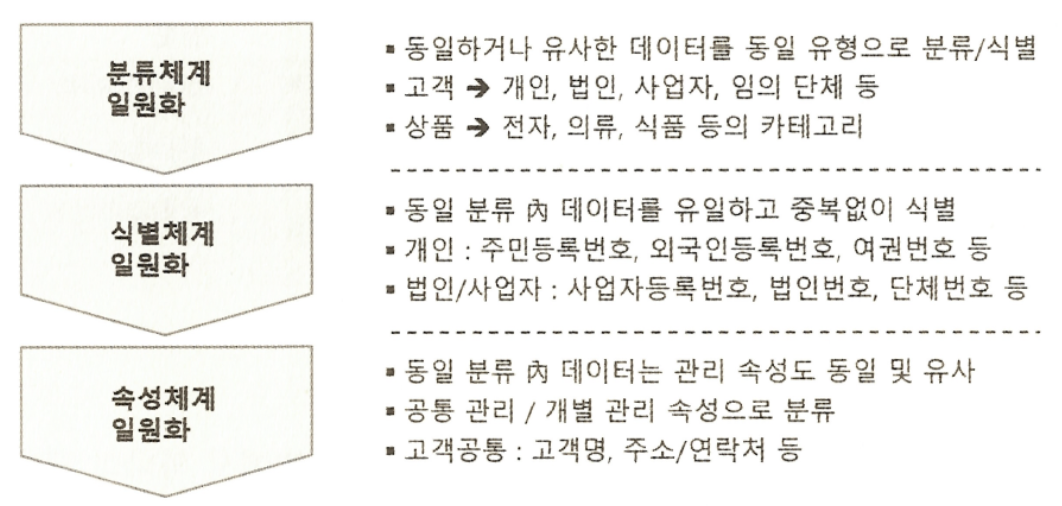 분류체계
일원화
▪ 동일하거나 유사한 데이터를 동일 유형으로 분류/식별
▪ 고객 ➔ 개인, 법인, 사업자, 임의 단체 등
▪ 상품 ➔ 전자, 의류, 식품 등의 카테고리
식별체계
일원화
▪ 동일 분류 內 데이터를 유일하고 중복없이 식별
▪ 개인 : 주민등록번호, 외국인등록번호, 여권번호 등
▪ 법인/사업자 : 사업자등록번호, 법인번호, 단체번호 등
속성체계
일원화
▪ 동일 분류 內 데이터는 관리 속성도 동일 및 유사
▪ 공통 관리 / 개별 관리 속성으로 분류
▪ 고객공통 : 고객명, 주소/연락처 등